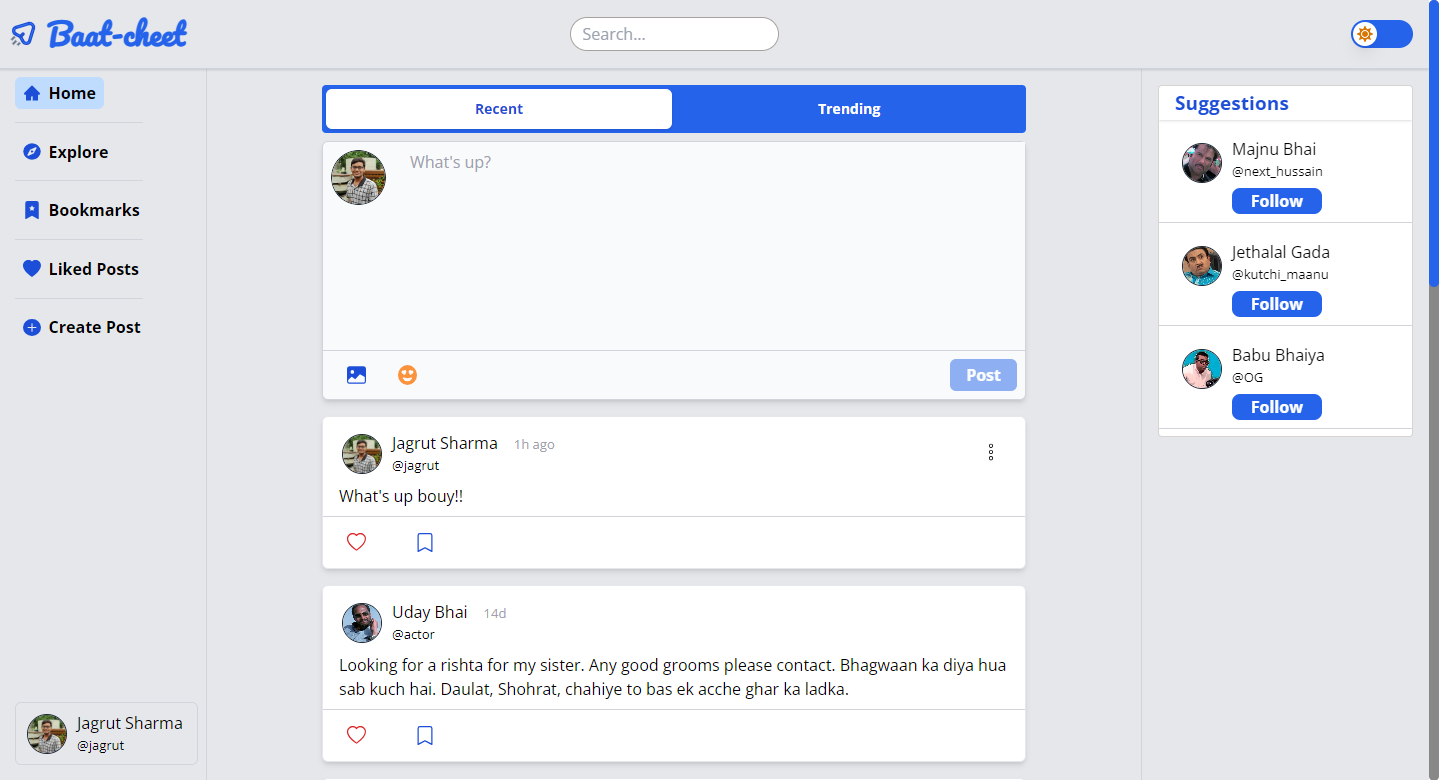 Baat-cheet
Search...
Home
Explore
Bookmarks
Liked Posts
Create Post
Jagrut Sharma
@jagrut
Recent
Trending
What's up?
Post
Jagrut Sharma 1h ago
@jagrut
What's up bouy!!
Uday Bhai 14d
@actor
Looking for a rishta for my sister. Any good grooms please contact. Bhagwaan ka diya hua
sab kuch hai. Daulat, Shohrat, chahiye to bas ek acche ghar ka ladka.
Suggestions
Majnu Bhai
@next_hussain
Follow
Jethalal Gada
@kutchi_maanu
Follow
Babu Bhaiya
@OG
Follow